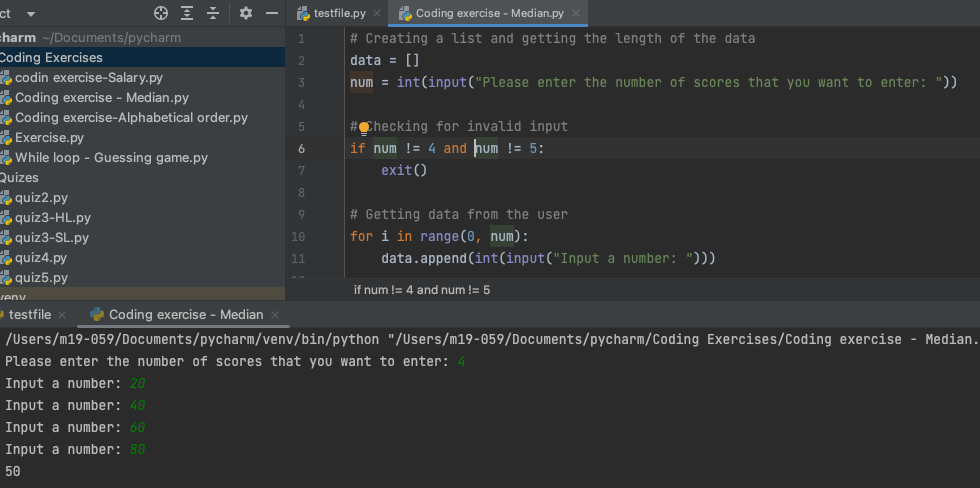 ct
testfile.py
Coding exercise - Median.py
charm ~/Documents/pycharm
Coding Exercises
codin exercise-Salary.py
Coding exercise - Median.py
Coding exercise-Alphabetical order.py
Exercise.py
While loop - Guessing game.py
Quizes
quiz2.py
quiz3-HL.py
quiz3-SL.py
quiz4.py
quiz5.py
venv
1 # Creating a list and getting the length of the data
2 data = []
3 num = int(input("Please enter the number of scores that you want to enter: "))
4
5 # Checking for invalid input
6 if num != 4 and num != 5:
7 exit()
8
9 # Getting data from the user
10 for i in range(0, num):
11 data.append(int(input("Input a number: ")))
if num != 4 and num != 5
testfile
Coding exercise - Median
/Users/m19-059/Documents/pycharm/venv/bin/python "/Users/m19-059/Documents/pycharm/Coding Exercises/Coding exercise - Median.
Please enter the number of scores that you want to enter: 4
Input a number: 20
Input a number: 40
Input a number: 60
Input a number: 80
50